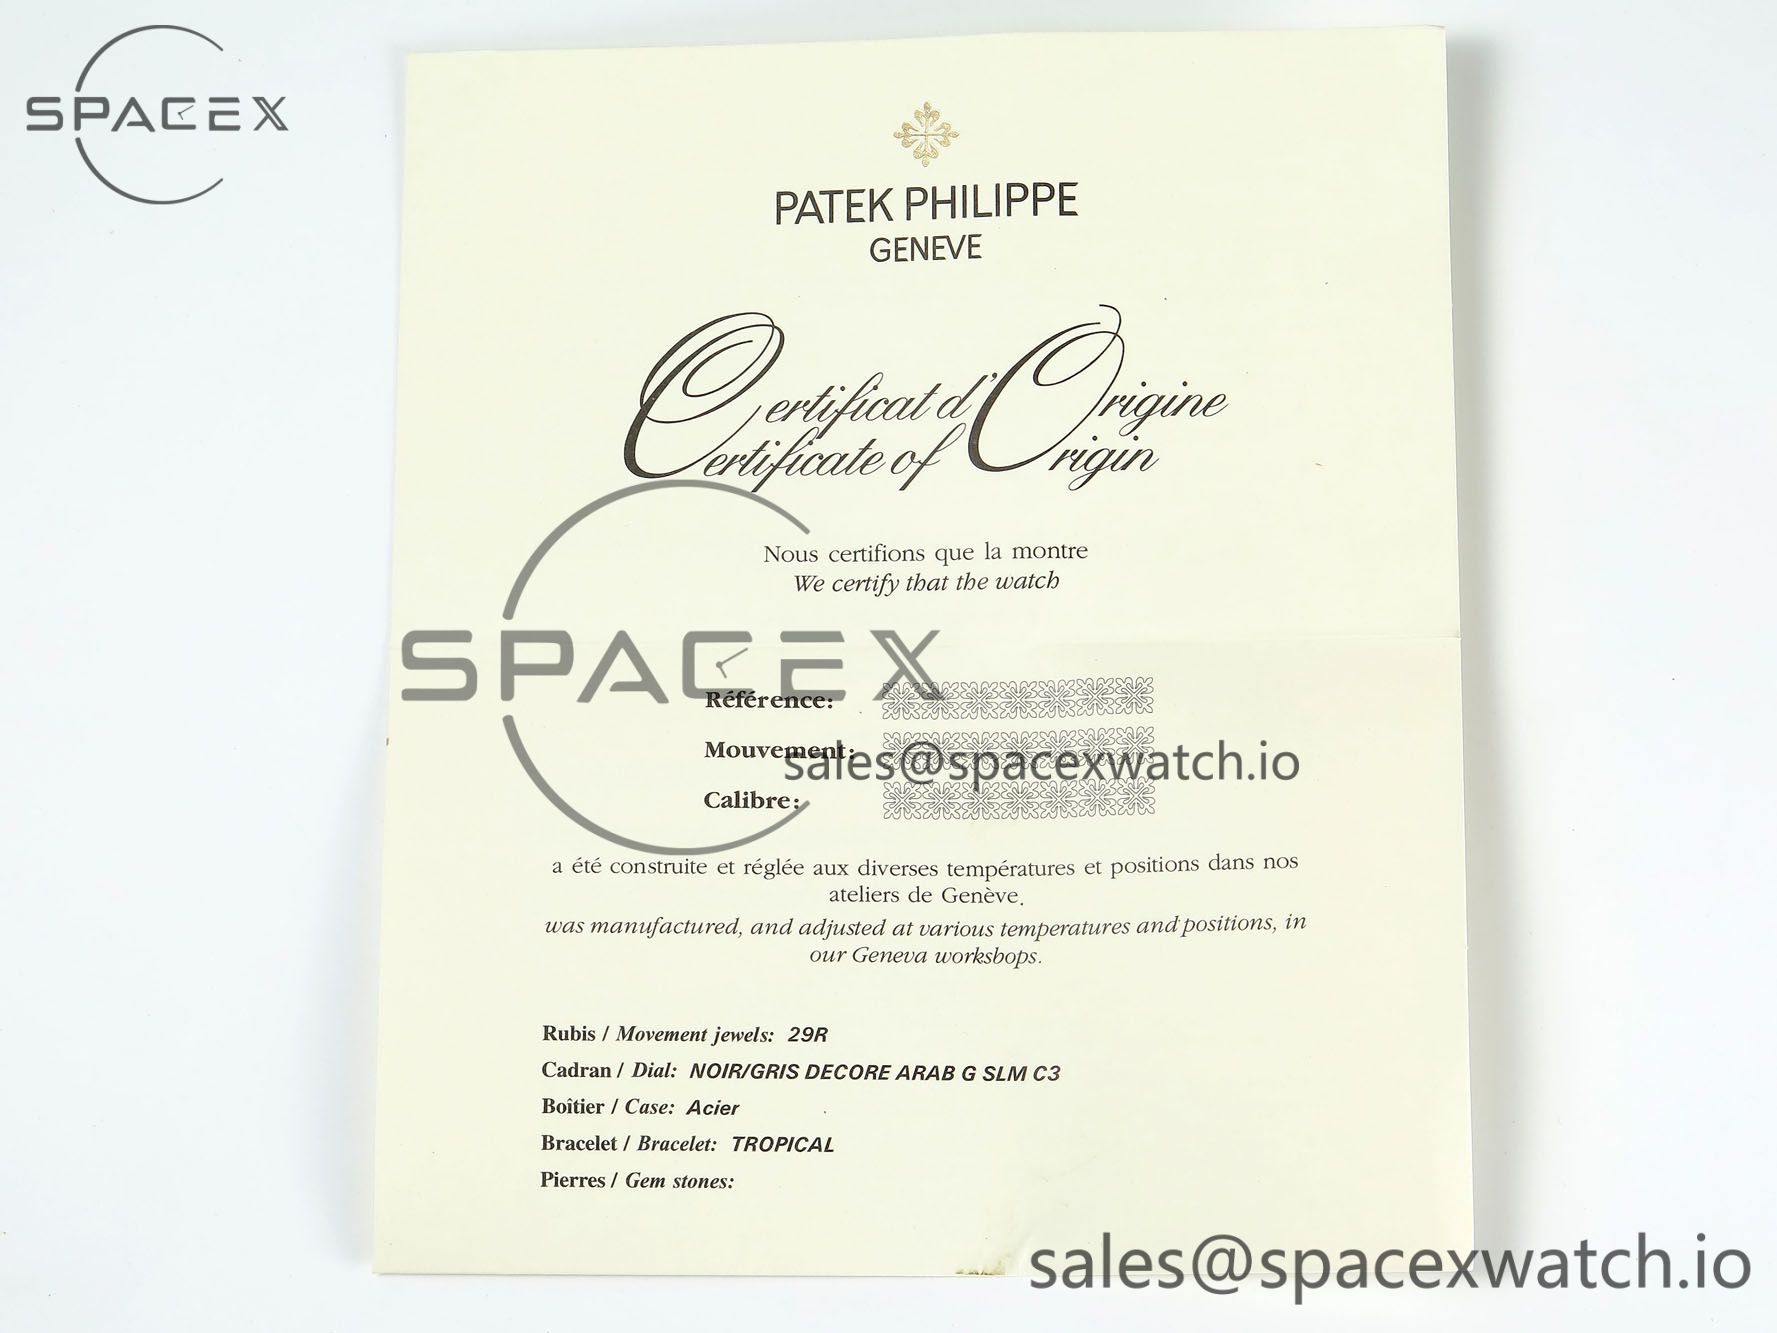 SPACEX
PATEK PHILIPPE
GENEVE
Certificat d'Origine
Certificate of Origin
Nous certifions que la montre
We certify that the watch
SPACEX
Référence:
Mouvement:
sales@spacexwatch.io
Calibre:
a été construite et réglée aux diverses températures et positions dans nos
ateliers de Genève.
was manufactured, and adjusted at various temperatures and positions, in
our Geneva workshops.
Rubis / Movement jewels: 29R
Cadran / Dial: NOIR/GRIS DECORE ARAB G SLM C3
Boîtier / Case: Acier
Bracelet / Bracelet: TROPICAL
Pierres / Gem stones:
sales@spacexwatch.io